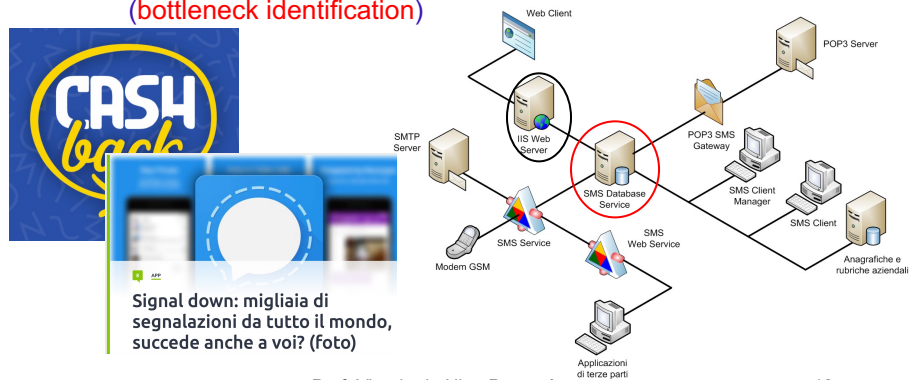 (bottleneck identification)
CASH
back
APP
Signal down: migliaia di
segnalazioni da tutto il mondo,
succede anche a voi? (foto)
Web Client
POP3 Server
IIS Web
Server
SMTP
Server
POP3 SMS
Gateway
SMS Database
Service
SMS Client
Manager
SMS Client
SMS Service
SMS
Web Service
Modem GSM
Anagrafiche e
rubriche aziendali
Applicazioni
di terze parti